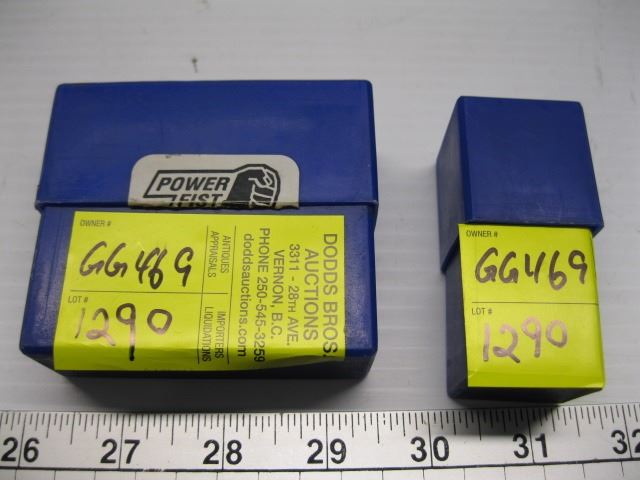 POWER
FIST
OWNER #
GG469
LOT #
1290
ANTIQUES
APPRAISALS
IMPORTERS
LIQUIDATIONS
DODDS BROS.
AUCTIONS
3311 - 28TH AVE.
VERNON, B.C.
PHONE 250-545-3259
doddsauctions.com
OWNER #
GG469
LOT #
1290
26 27 28 29 30 31 32